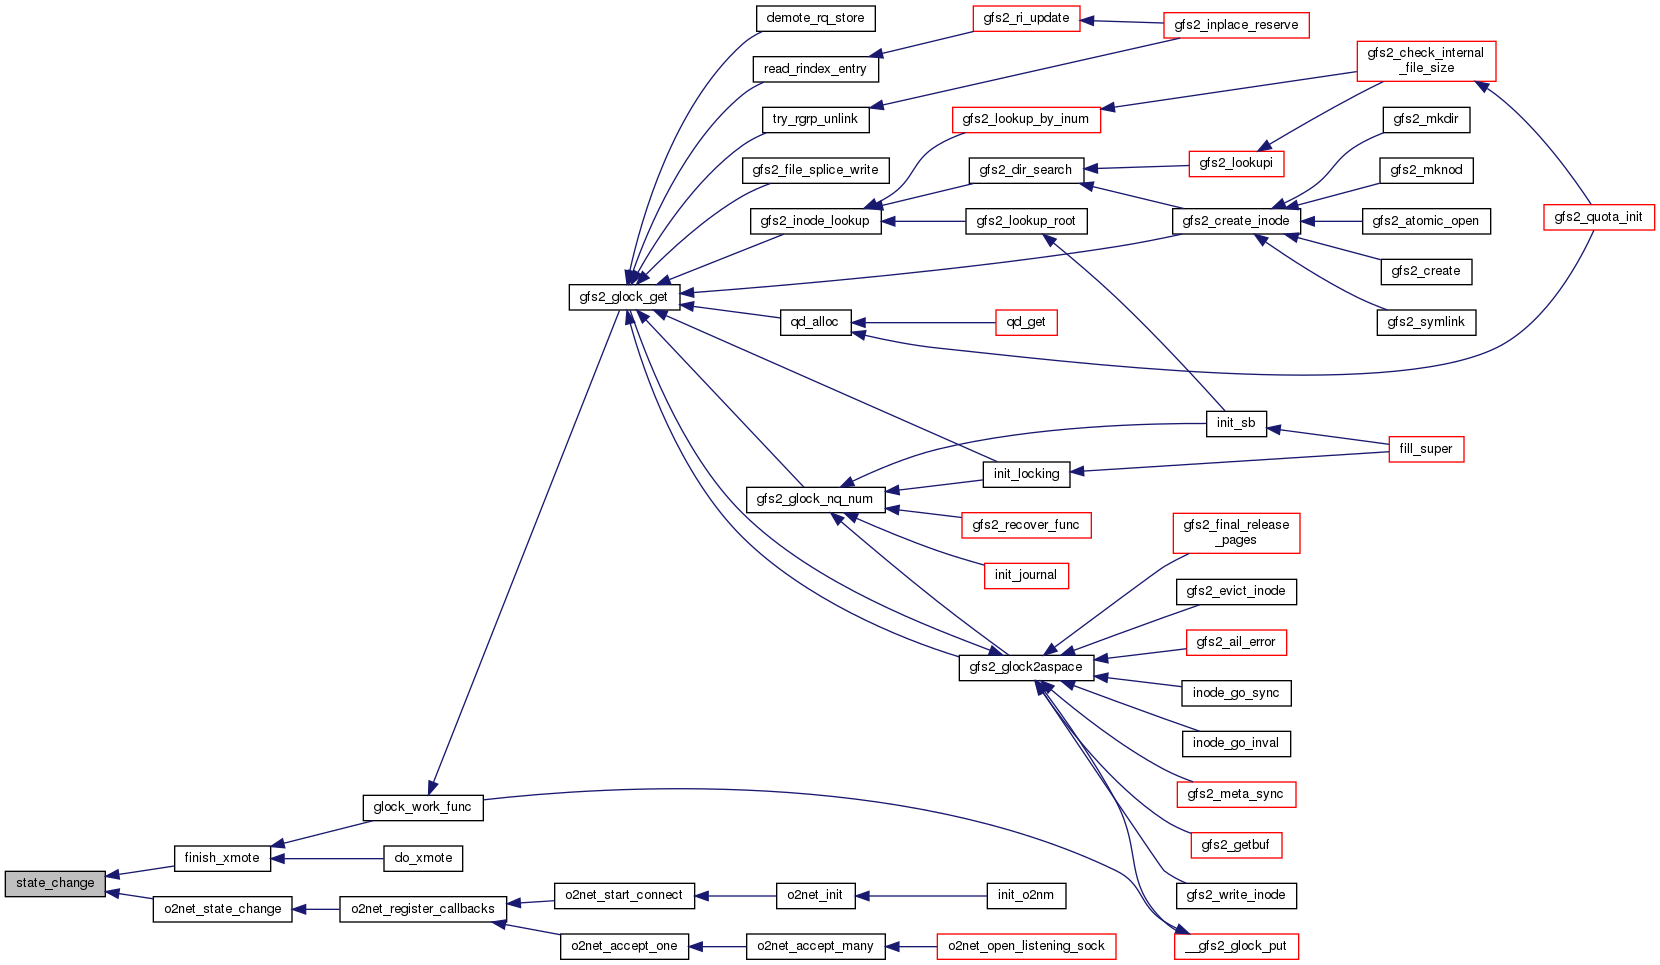 demote_rq_store
gfs2_ri_update
gfs2_inplace_reserve
read_rindex_entry
gfs2_check_internal
_file_size
try_rgrp_unlink
gfs2_lookup_by_inum
gfs2_mkdir
gfs2_file_splice_write
gfs2_dir_search
gfs2_lookupi
gfs2_mknod
gfs2_inode_lookup
gfs2_lookup_root
gfs2_create_inode
gfs2_atomic_open
gfs2_quota_init
gfs2_create
gfs2_glock_get
qd_alloc
qd_get
gfs2_symlink
init_sb
fill_super
init_locking
gfs2_glock_nq_num
gfs2_recover_func
gfs2_final_release
_pages
init_journal
gfs2_evict_inode
gfs2_ail_error
gfs2_glock2aspace
inode_go_sync
inode_go_inval
gfs2_meta_sync
glock_work_func
gfs2_getbuf
finish_xmote
do_xmote
state_change
o2net_state_change
o2net_register_callbacks
o2net_start_connect
o2net_init
init_o2nm
gfs2_write_inode
o2net_accept_one
o2net_accept_many
o2net_open_listening_sock
__gfs2_glock_put